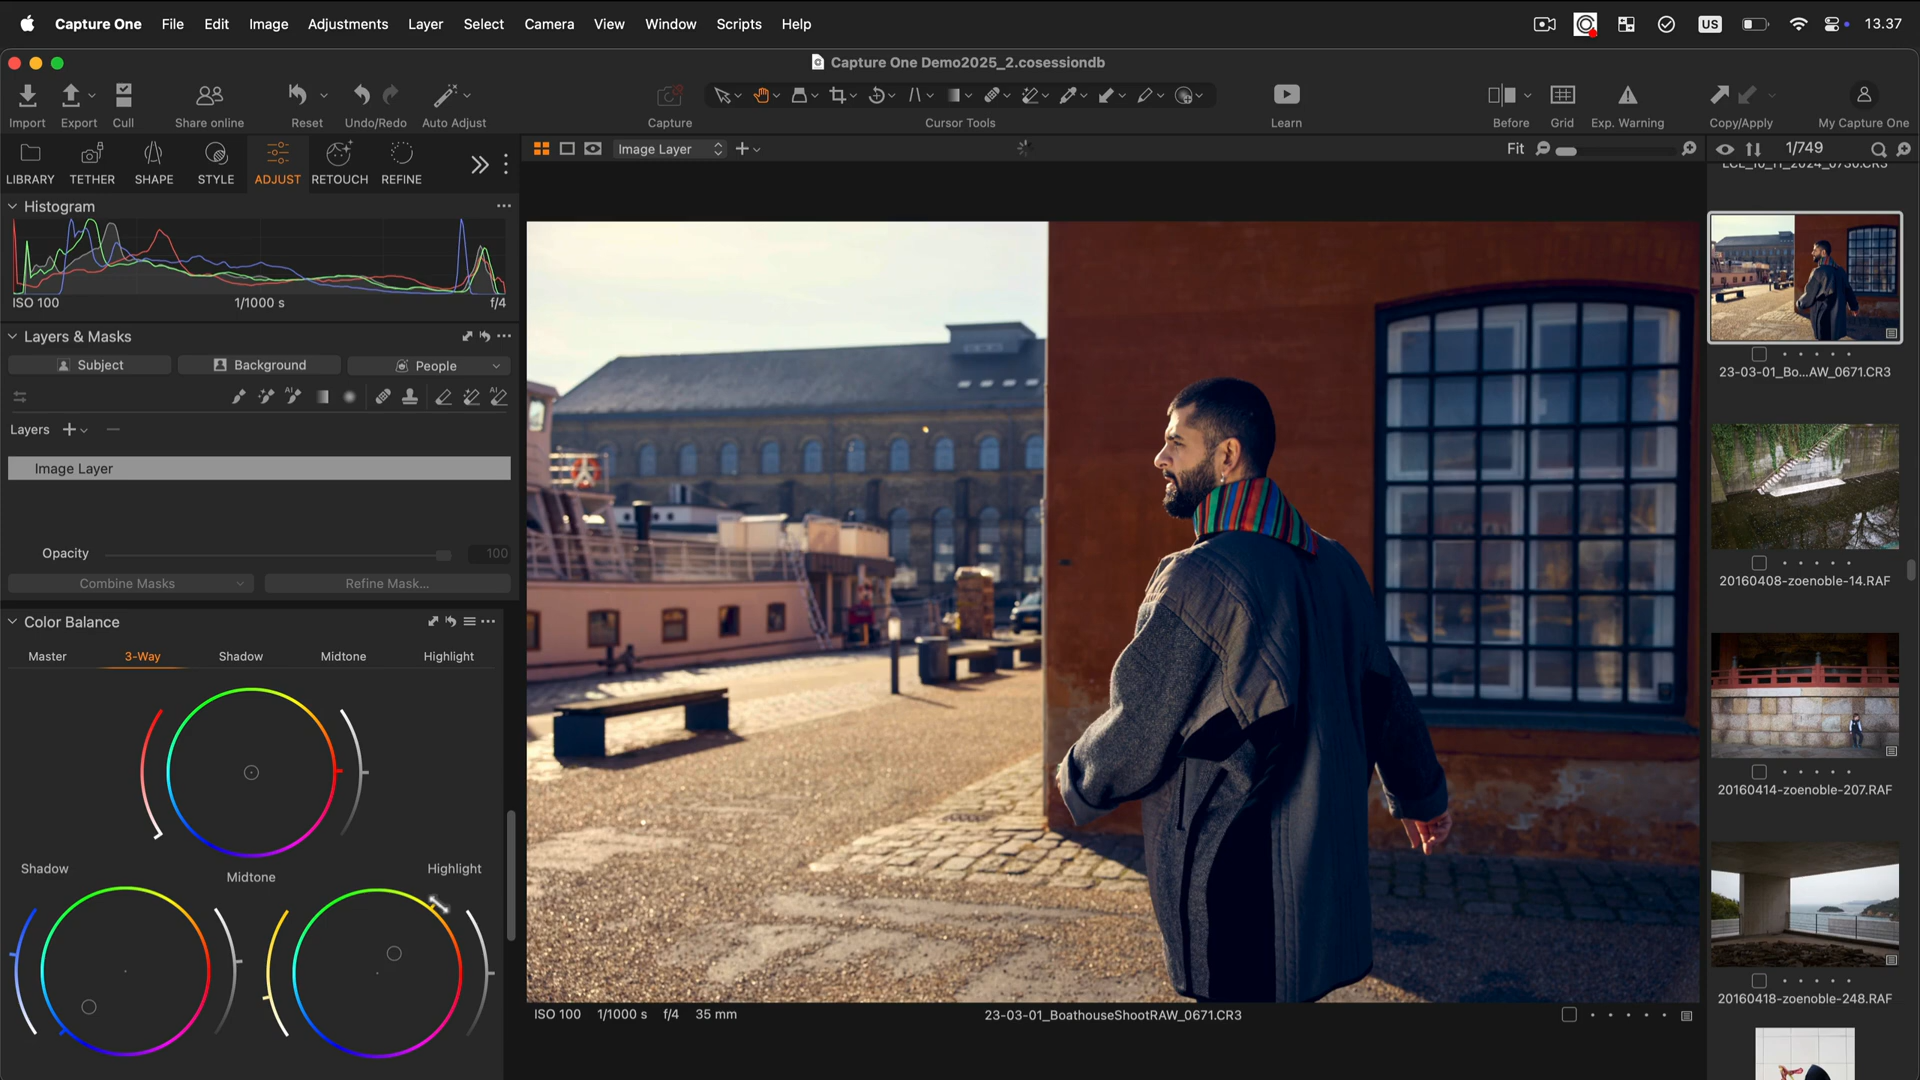 Capture One File Edit Image Adjustments Layer Select Camera View Window Scripts Help US 13.37
Capture One Demo2025_2.cosessiondb
Import Export Cull Share online Reset Undo/Redo Auto Adjust Capture Cursor Tools Learn Before Grid Exp. Warning Copy/Apply My Capture One
LIBRARY TETHER SHAPE STYLE ADJUST RETOUCH REFINE
Image Layer
Fit
1/749
Histogram
ISO 100 1/1000 s f/4
Layers & Masks
Subject Background People
AI AI
Layers
Image Layer
Opacity 100
Combine Masks Refine Mask...
Color Balance
Master 3-Way Shadow Midtone Highlight
Shadow Midtone Highlight
ISO 100 1/1000 s f/4 35 mm
23-03-01_BoathouseShootRAW_0671.CR3
23-03-01_Bo...AW_0671.CR3
20160408-zoenoble-14.RAF
20160414-zoenoble-207.RAF
20160418-zoenoble-248.RAF